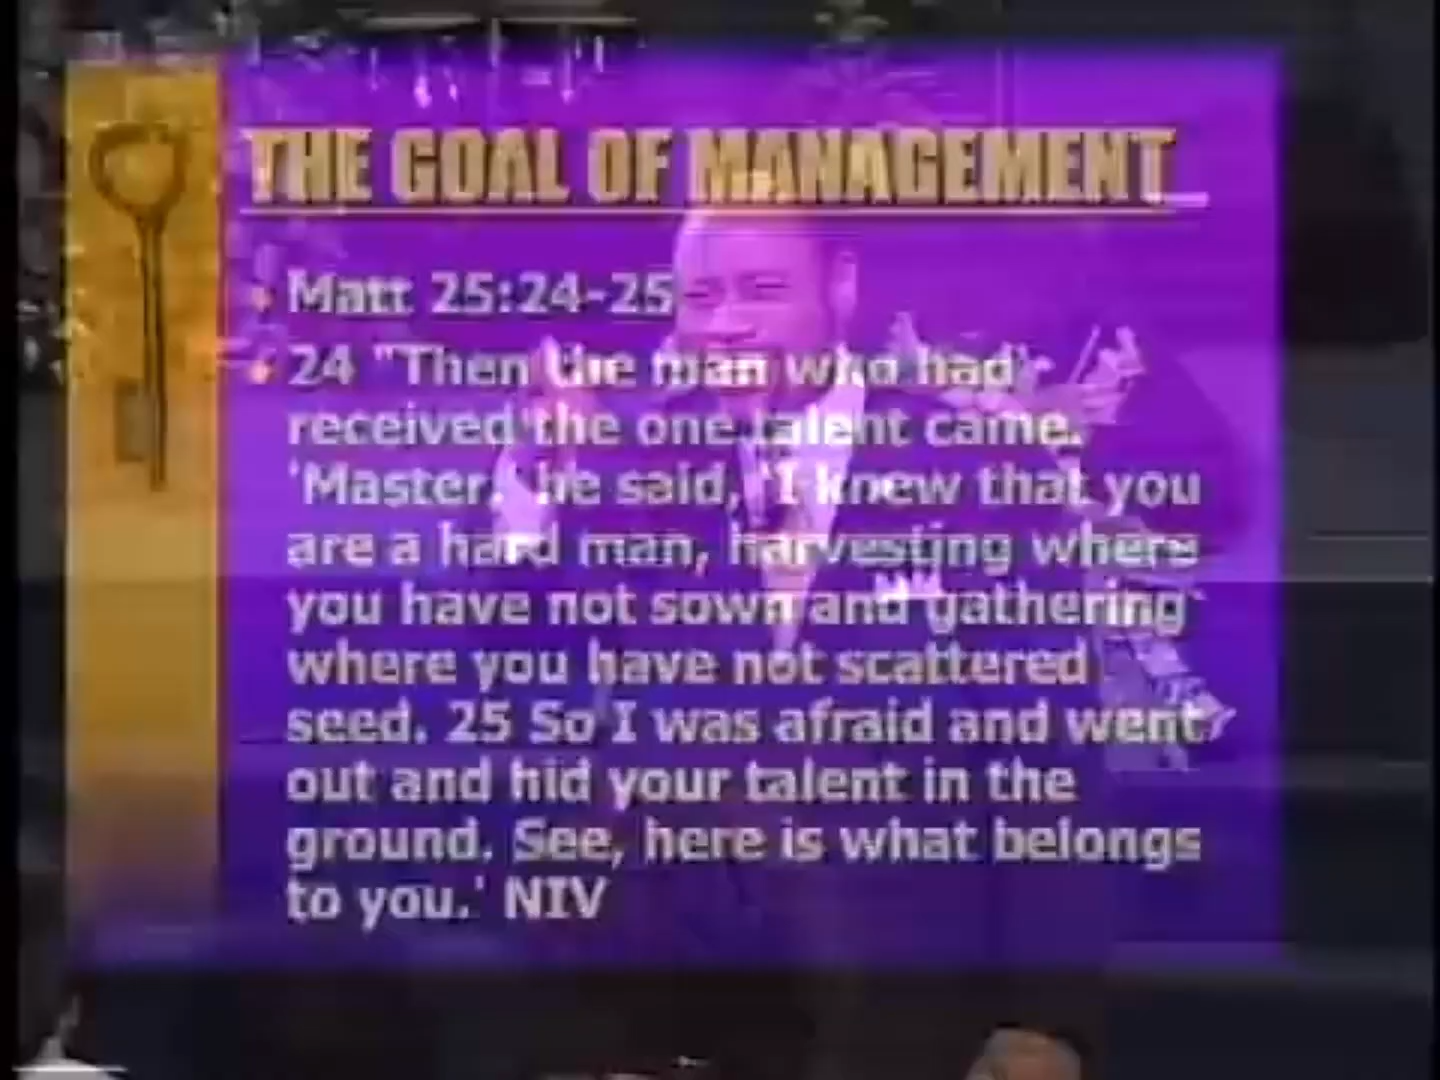 THE GOAL OF MANAGEMENT
• Matt 25:24-25
• 24 "Then the man who had
received the one talent came.
'Master,' he said, 'I knew that you
are a hard man, harvesting where
you have not sown and gathering
where you have not scattered
seed. 25 So I was afraid and went
out and hid your talent in the
ground. See, here is what belongs
to you.' NIV